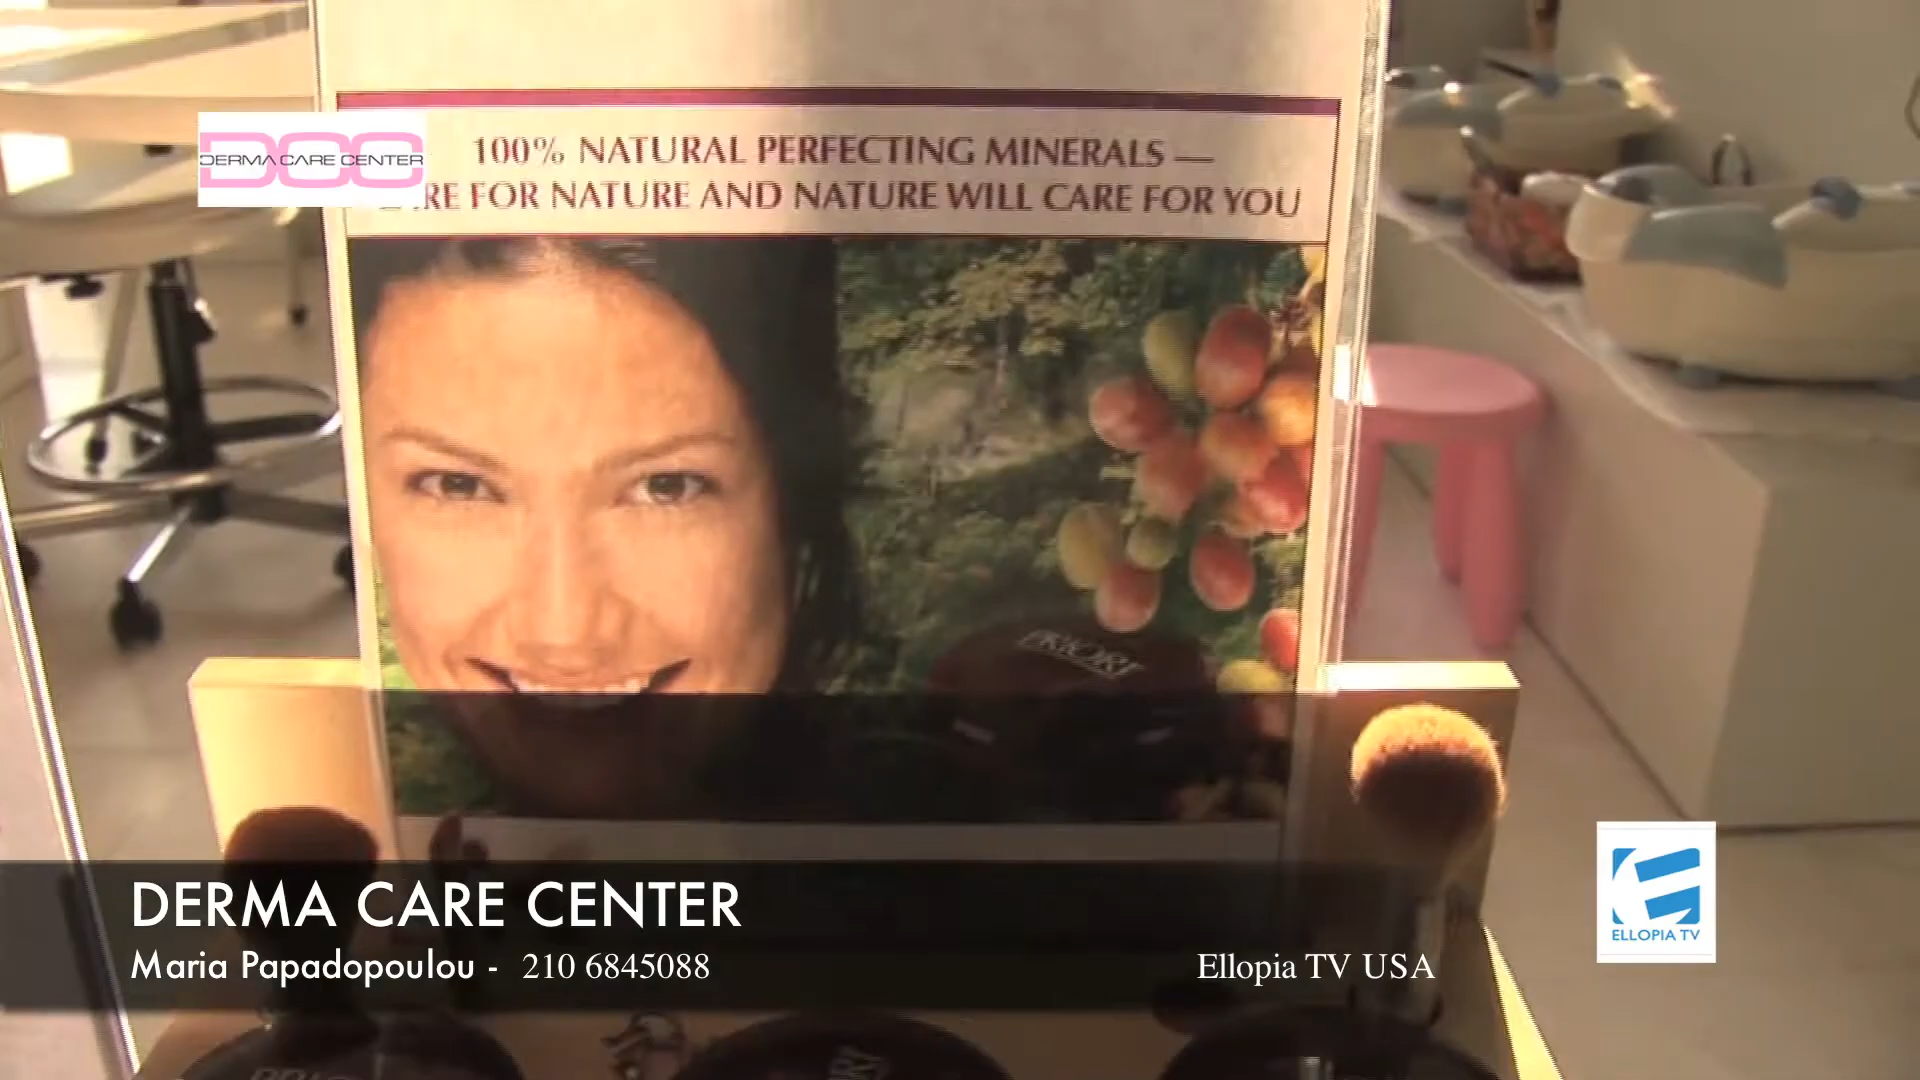 100% NATURAL PERFECTING MINERALS —
RE FOR NATURE AND NATURE WILL CARE FOR YOU
DERMA CARE CENTER
PRIORI
DERMA CARE CENTER
Maria Papadopoulou - 210 6845088
Ellopia TV USA
ELLOPIA TV